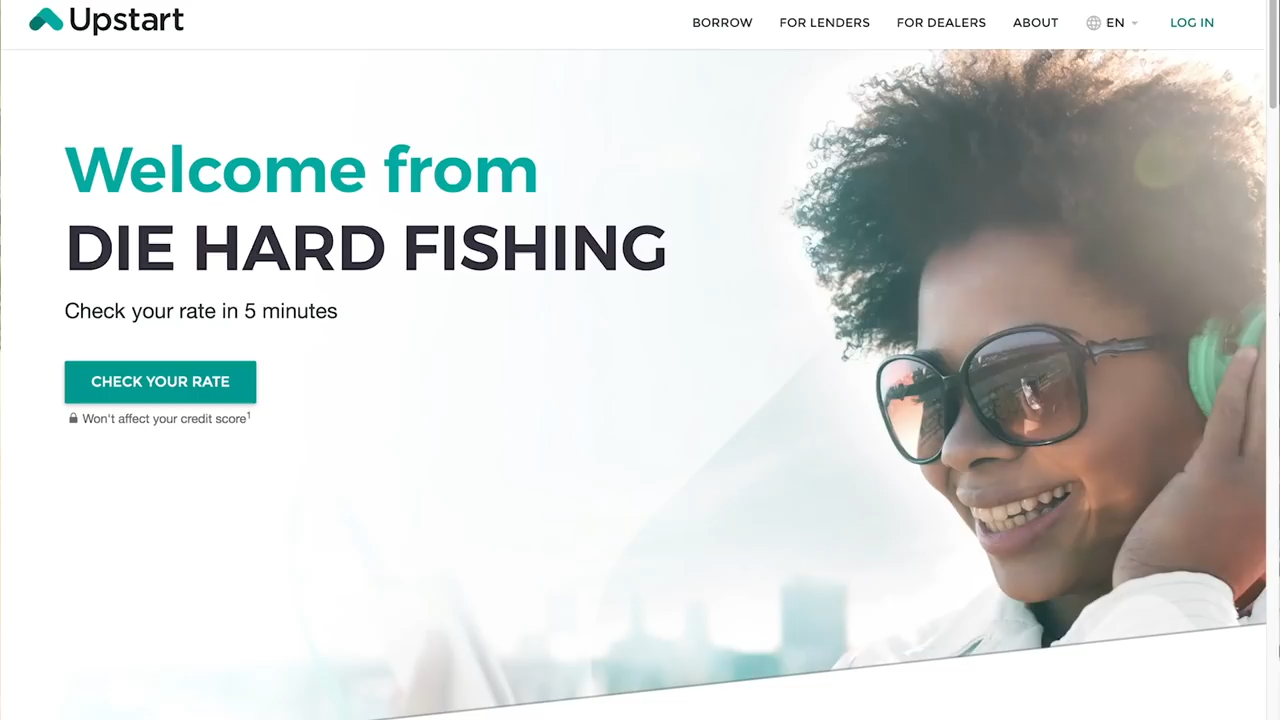 Upstart
BORROW
FOR LENDERS
FOR DEALERS
ABOUT
EN
LOG IN
Welcome from
DIE HARD FISHING
Check your rate in 5 minutes
CHECK YOUR RATE
Won't affect your credit score1